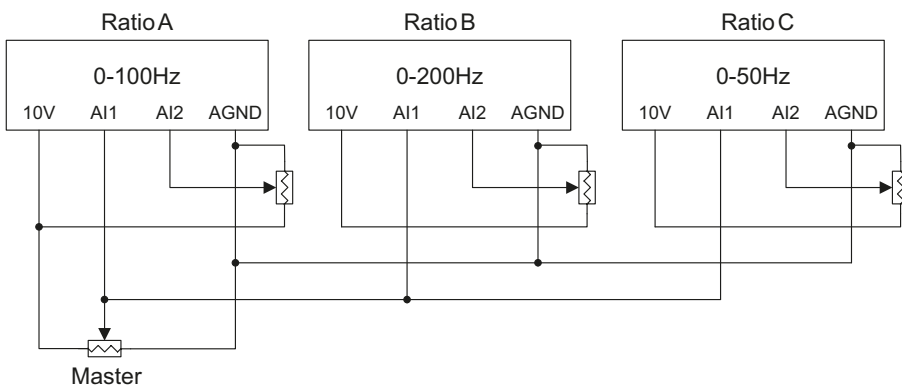 Ratio A Ratio B Ratio C
0-100Hz 0-200Hz 0-50Hz
10V AI1 AI2 AGND 10V AI1 AI2 AGND 10V AI1 AI2 AGND
Master